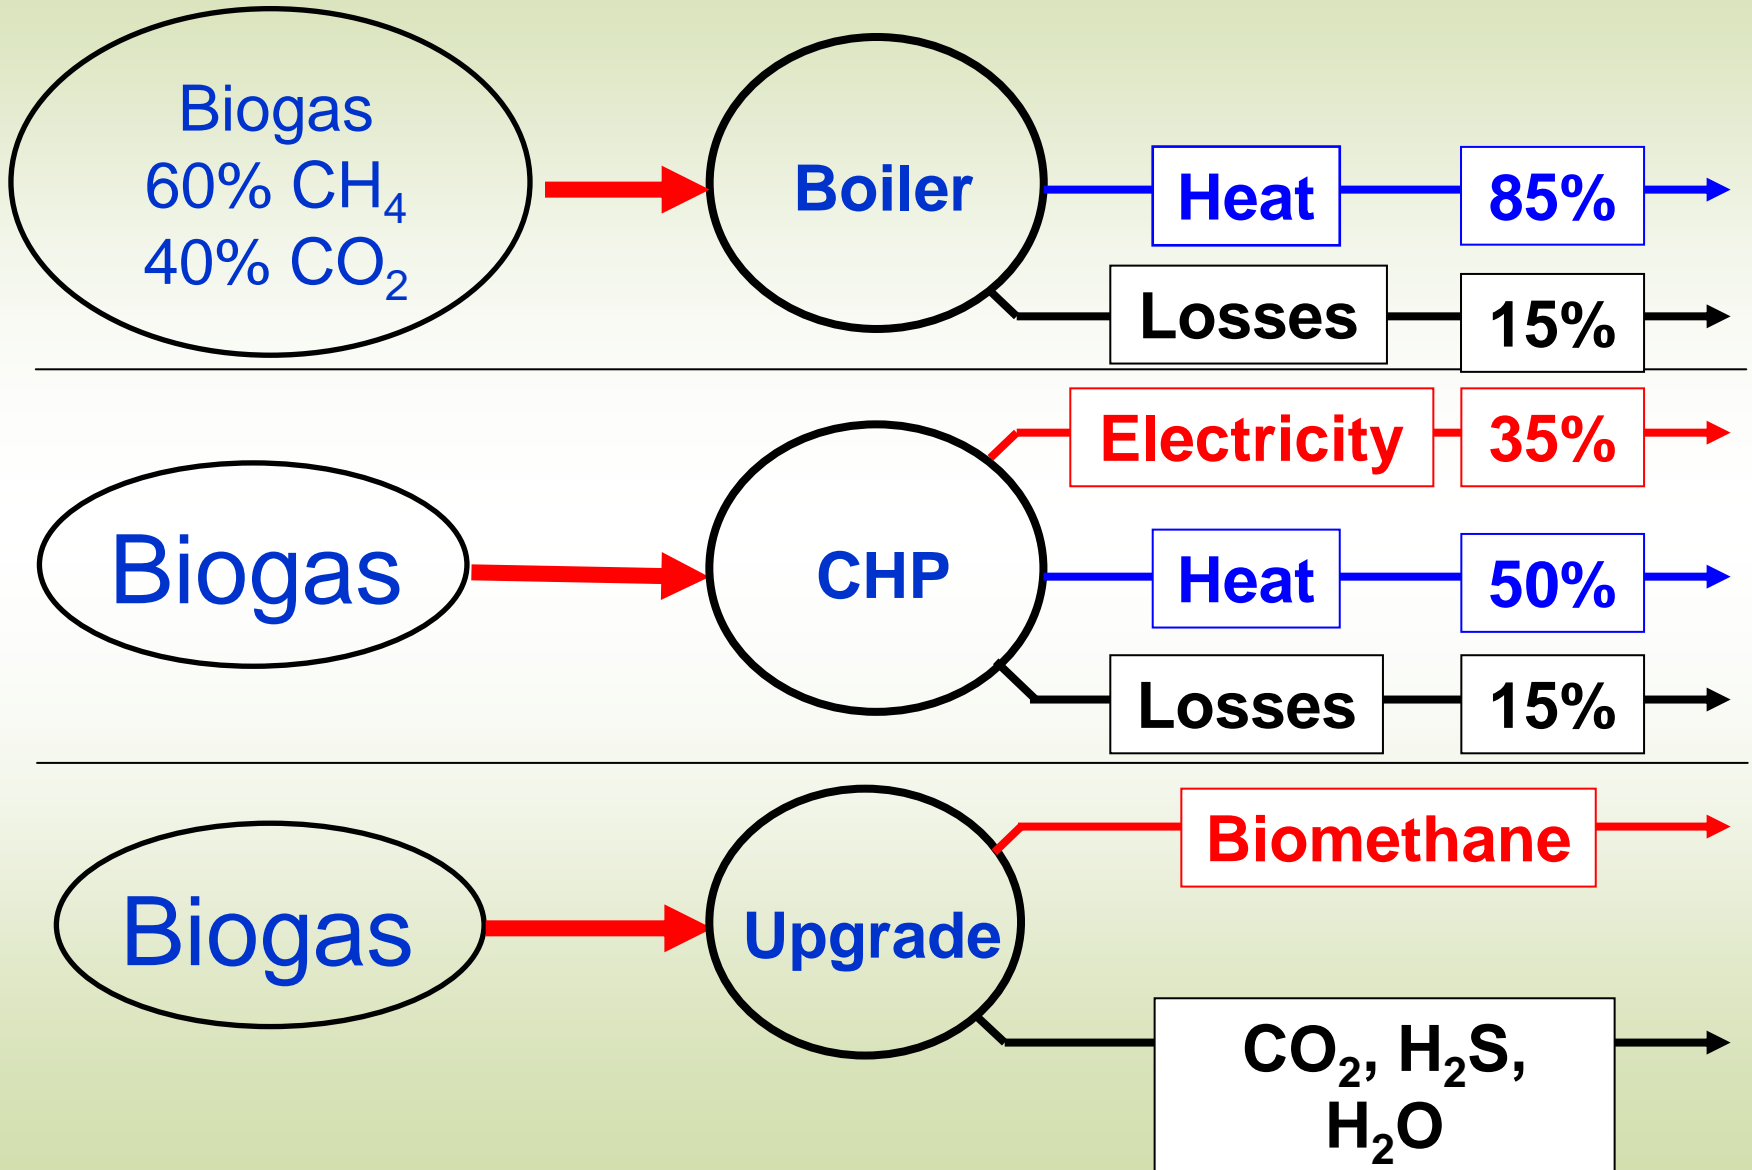 Biogas
60% CH₄
40% CO₂
Boiler
Heat
85%
Losses
15%
Electricity
35%
Biogas
CHP
Heat
50%
Losses
15%
Biomethane
Biogas
Upgrade
CO₂, H₂S,
H₂O